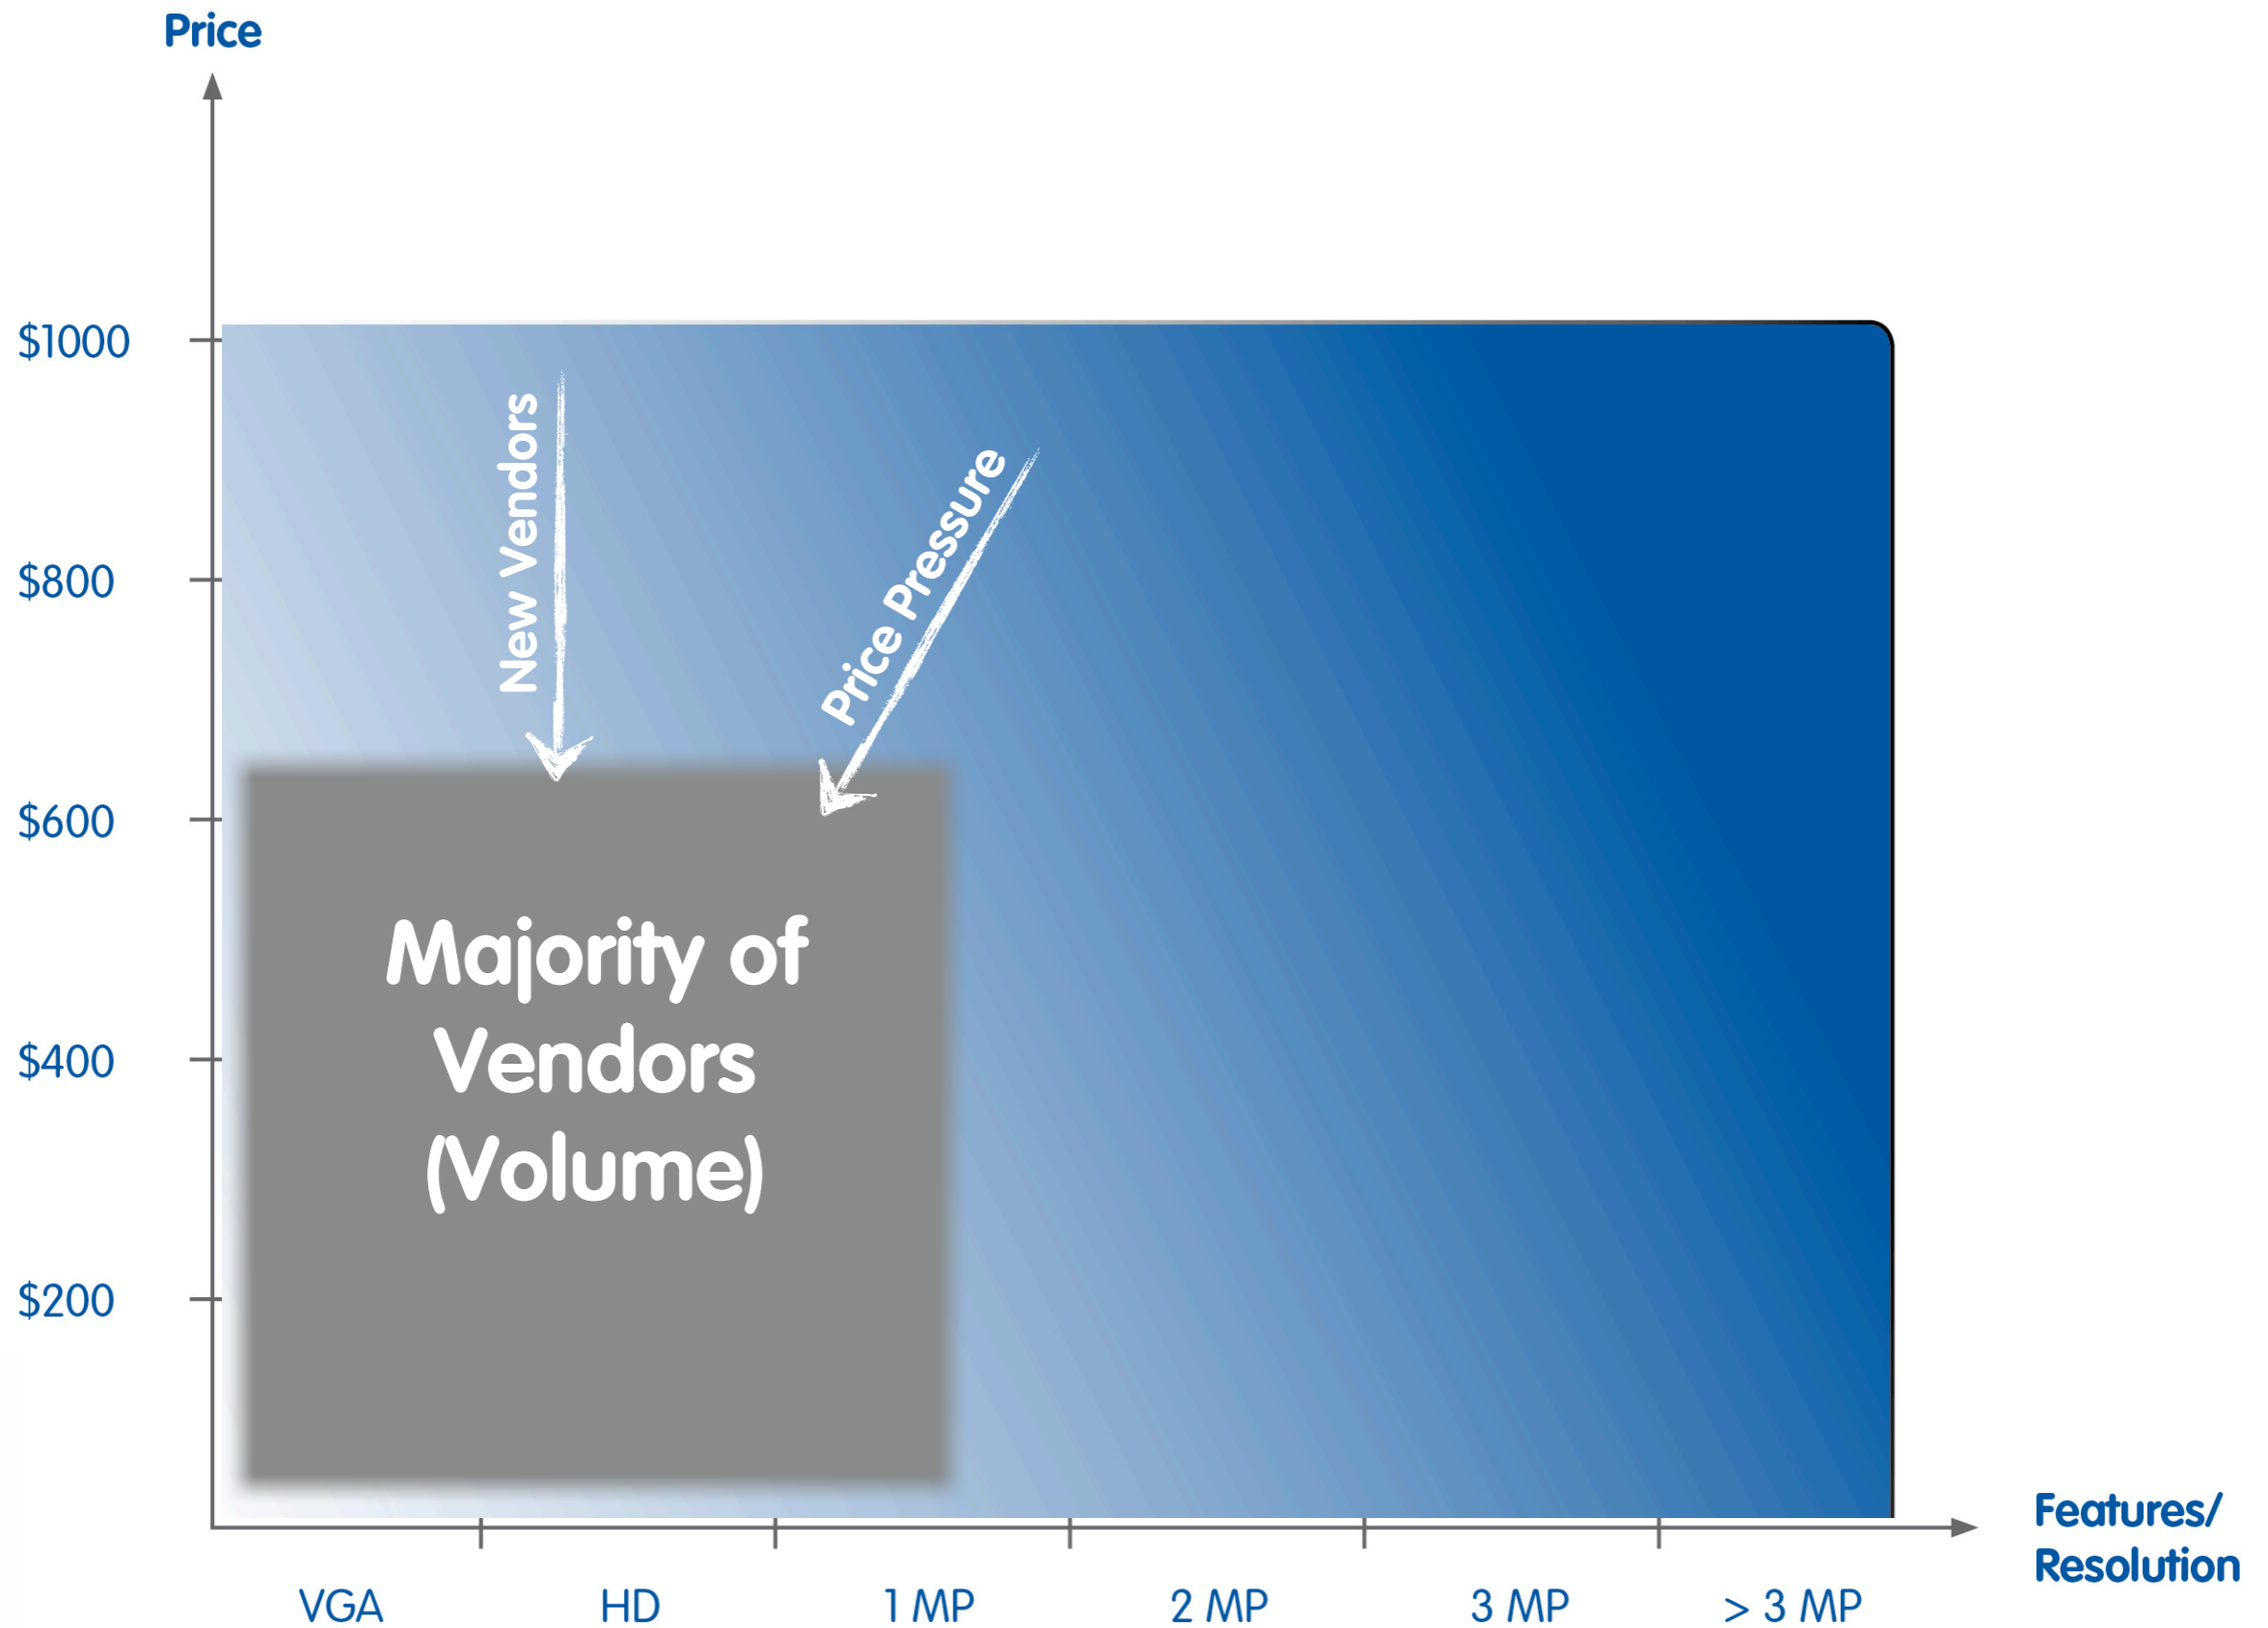 Price
$1000
$800
$600
$400
$200
New Vendors
Price Pressure
Majority of
Vendors
(Volume)
VGA
HD
1 MP
2 MP
3 MP
> 3 MP
Features/
Resolution